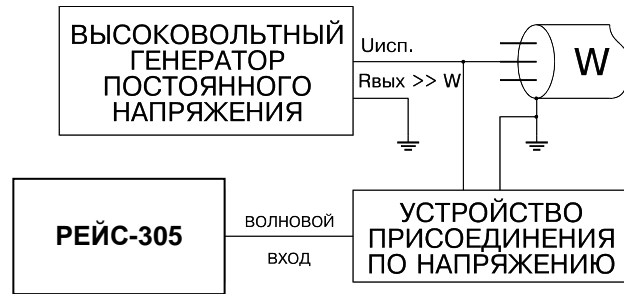 ВЫСОКОВОЛЬТНЫЙ
ГЕНЕРАТОР
ПОСТОЯННОГО
НАПРЯЖЕНИЯ
Uисп.
Rвых >> W
W
РЕЙС-305
ВОЛНОВОЙ
ВХОД
УСТРОЙСТВО
ПРИСОЕДИНЕНИЯ
ПО НАПРЯЖЕНИЮ